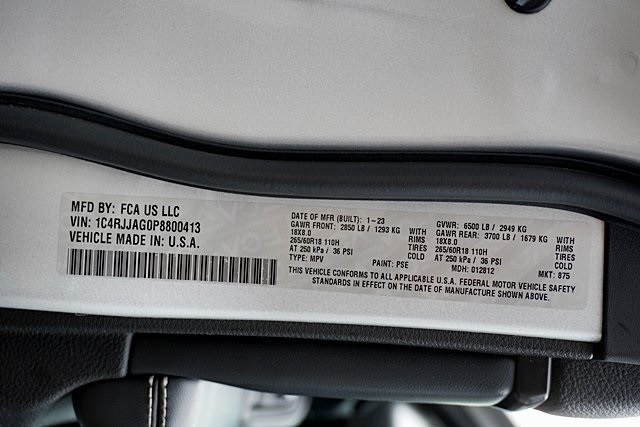 MFD BY: FCA US LLC
VIN: 1C4RJJAG0P8800413
VEHICLE MADE IN U.S.A.
DATE OF MFR (BUILT): 1-23
GAWR FRONT: 2850 LB / 1293 KG WITH
18X8.0 RIMS
265/60R18 110H TIRES
AT 250 kPa / 36 PSI COLD
TYPE: MPV PAINT: PSE
GVWR: 6500 LB / 2949 KG
GAWR REAR: 3700 LB / 1679 KG WITH
18X8.0 RIMS
265/60R18 110H TIRES
AT 250 kPa / 36 PSI COLD
MDH: 012812 MKT: 875
THIS VEHICLE CONFORMS TO ALL APPLICABLE U.S.A. FEDERAL MOTOR VEHICLE SAFETY
STANDARDS IN EFFECT ON THE DATE OF MANUFACTURE SHOWN ABOVE.